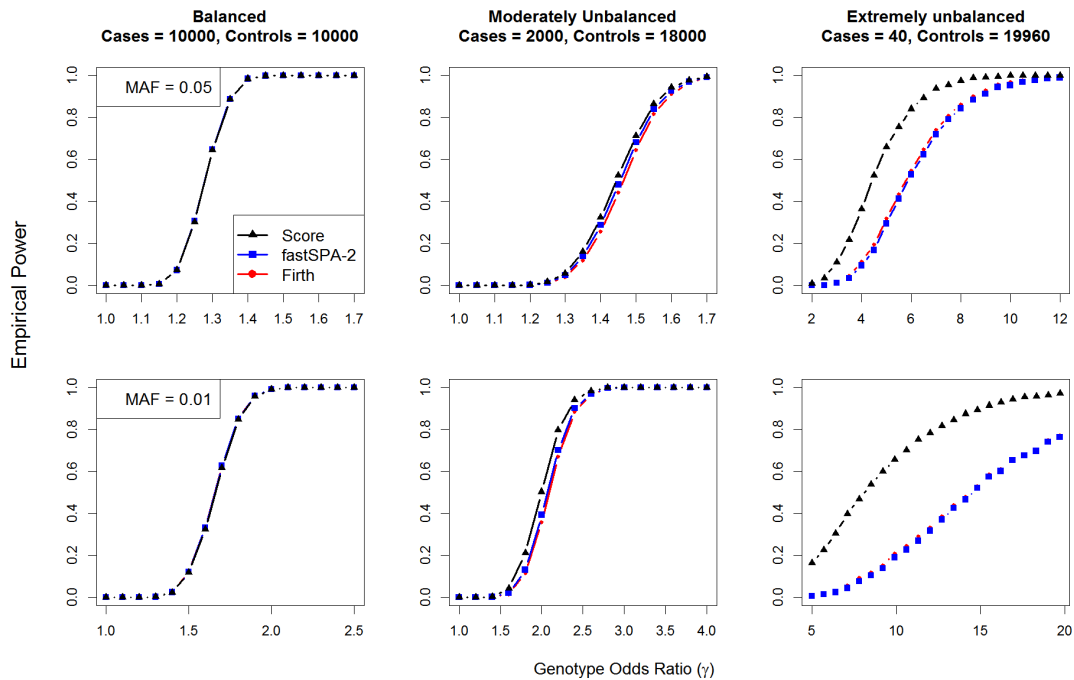 Balanced
Cases = 10000, Controls = 10000
Moderately Unbalanced
Cases = 2000, Controls = 18000
Extremely unbalanced
Cases = 40, Controls = 19960
Empirical Power
MAF = 0.05
Score
fastSPA-2
Firth
0.0 0.2 0.4 0.6 0.8 1.0
1.0 1.1 1.2 1.3 1.4 1.5 1.6 1.7
0.0 0.2 0.4 0.6 0.8 1.0
1.0 1.1 1.2 1.3 1.4 1.5 1.6 1.7
0.0 0.2 0.4 0.6 0.8 1.0
2 4 6 8 10 12
MAF = 0.01
0.0 0.2 0.4 0.6 0.8 1.0
1.0 1.5 2.0 2.5
0.0 0.2 0.4 0.6 0.8 1.0
1.0 1.5 2.0 2.5 3.0 3.5 4.0
0.0 0.2 0.4 0.6 0.8 1.0
5 10 15 20
Genotype Odds Ratio (γ)